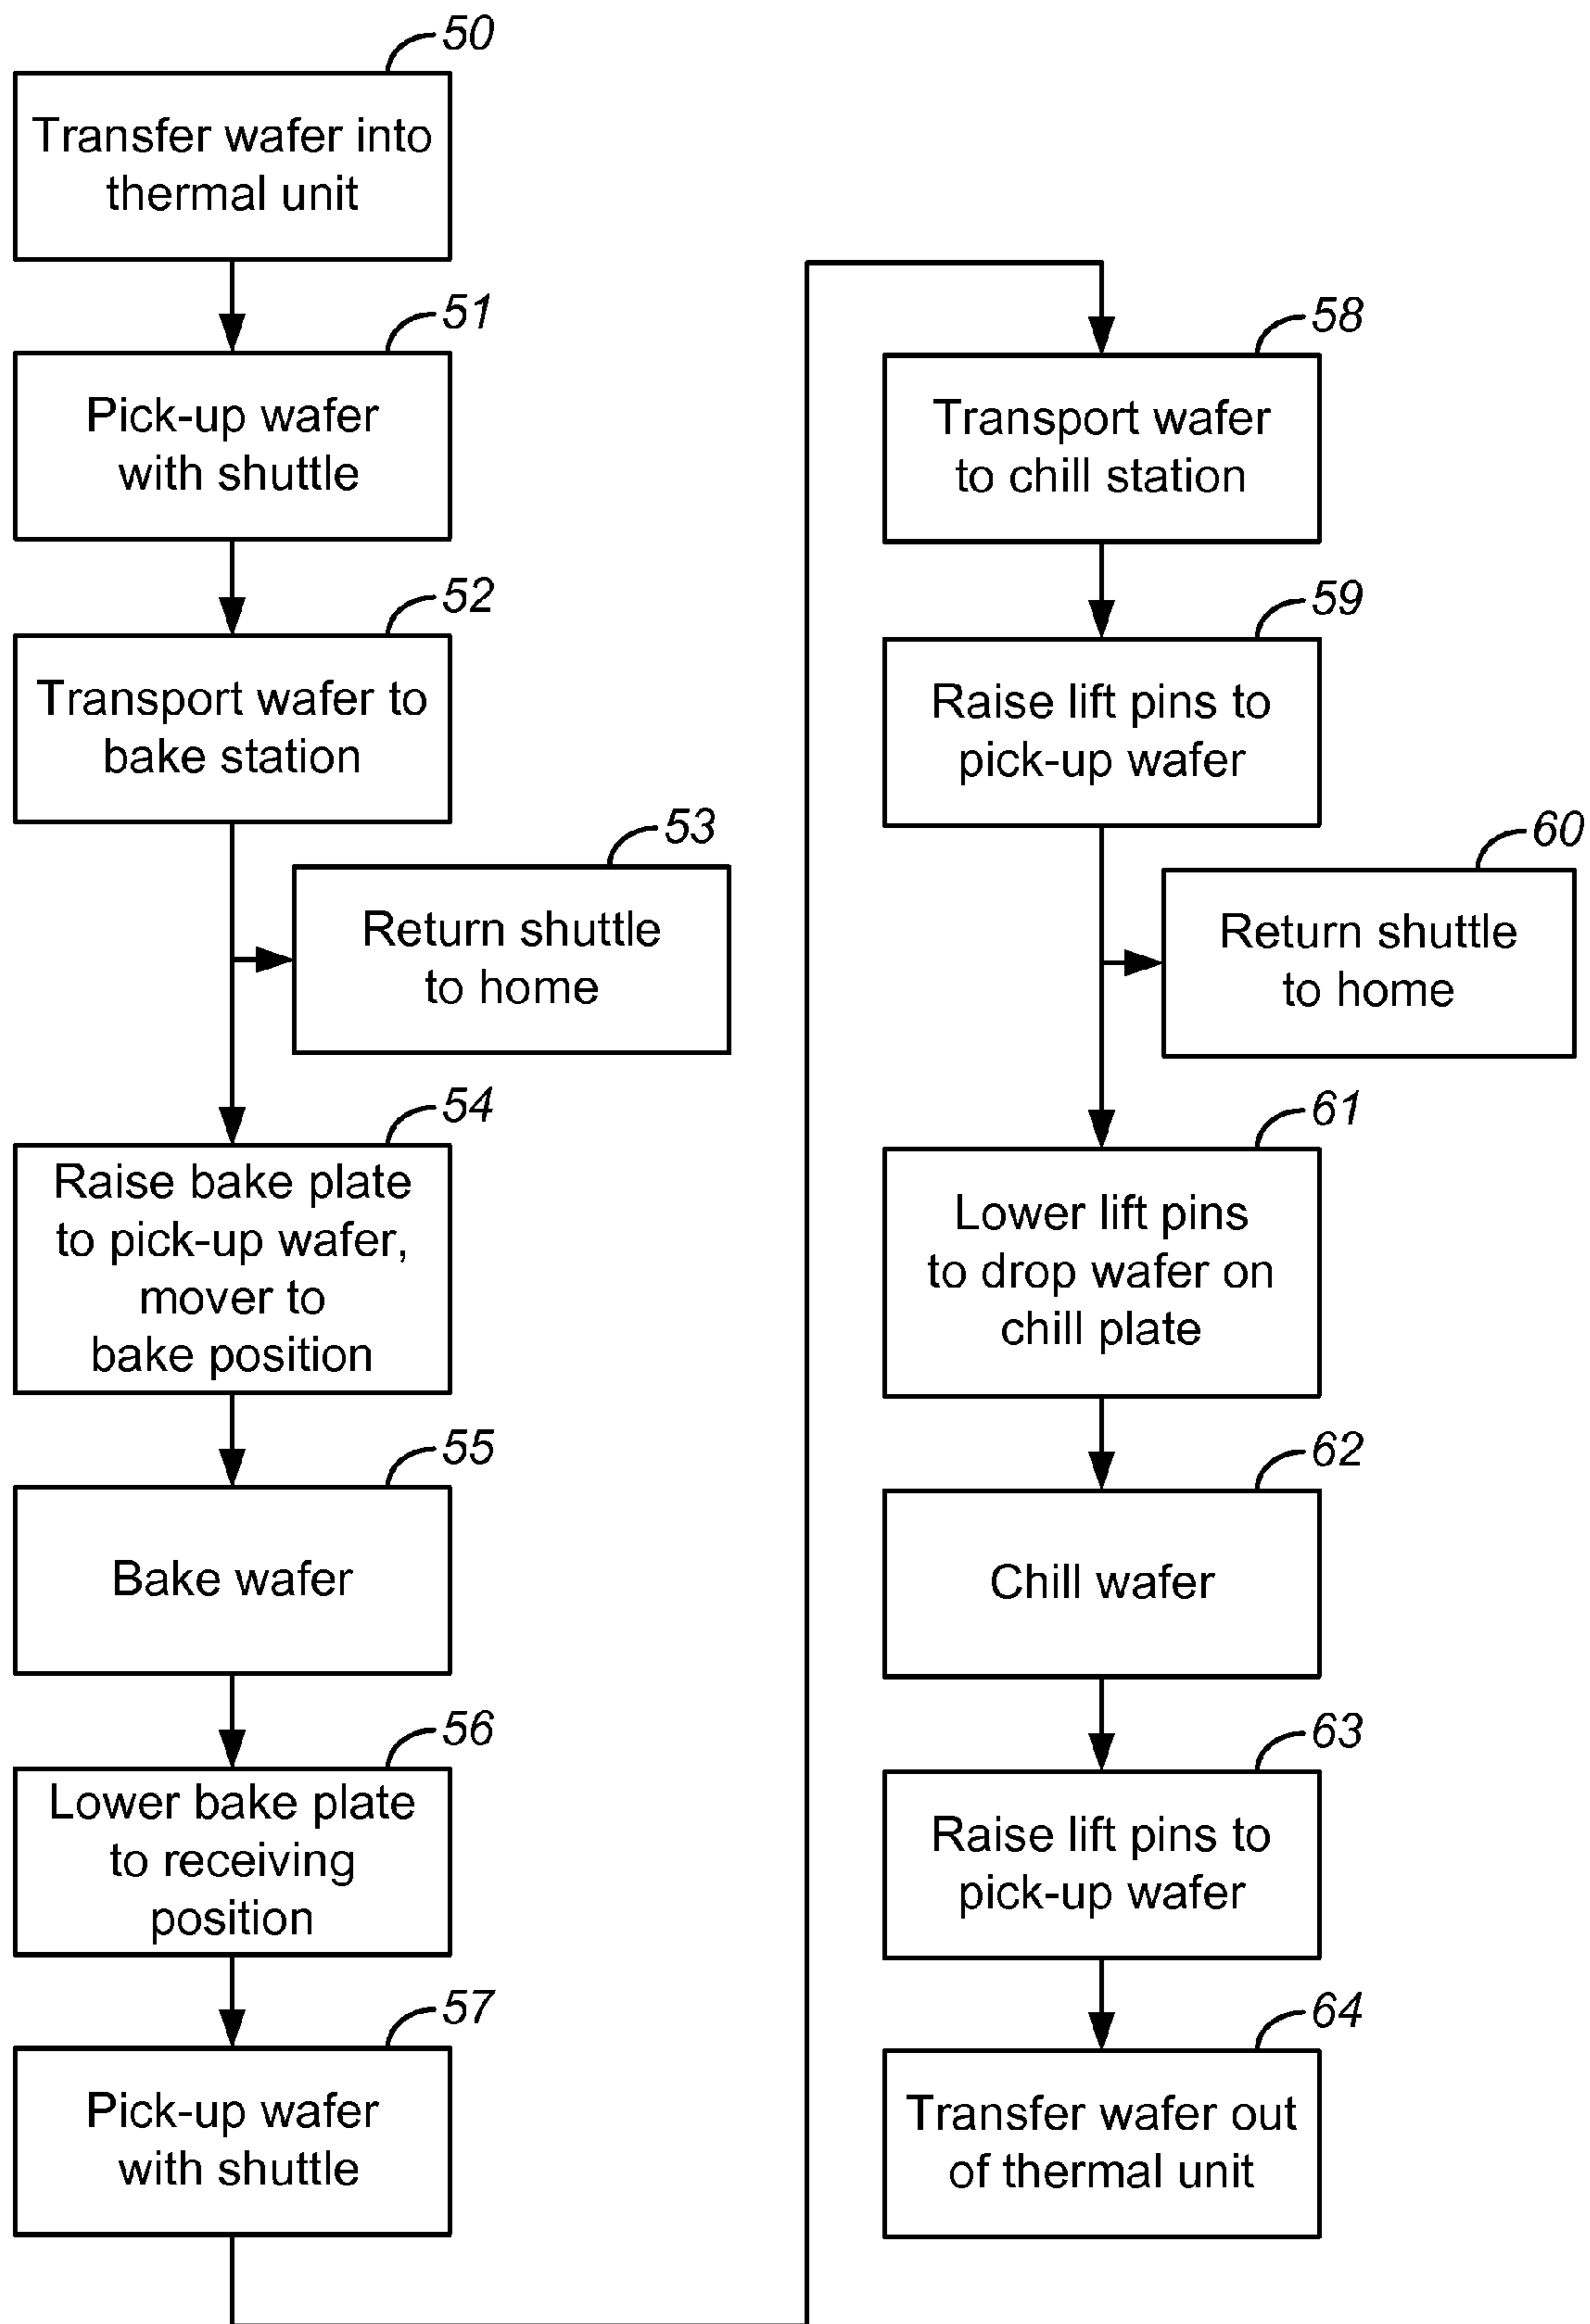 50
Transfer wafer into
thermal unit
51
Pick-up wafer
with shuttle
52
Transport wafer to
bake station
53
Return shuttle
to home
54
Raise bake plate
to pick-up wafer,
mover to
bake position
55
Bake wafer
56
Lower bake plate
to receiving
position
57
Pick-up wafer
with shuttle
58
Transport wafer
to chill station
59
Raise lift pins to
pick-up wafer
60
Return shuttle
to home
61
Lower lift pins
to drop wafer on
chill plate
62
Chill wafer
63
Raise lift pins to
pick-up wafer
64
Transfer wafer out
of thermal unit